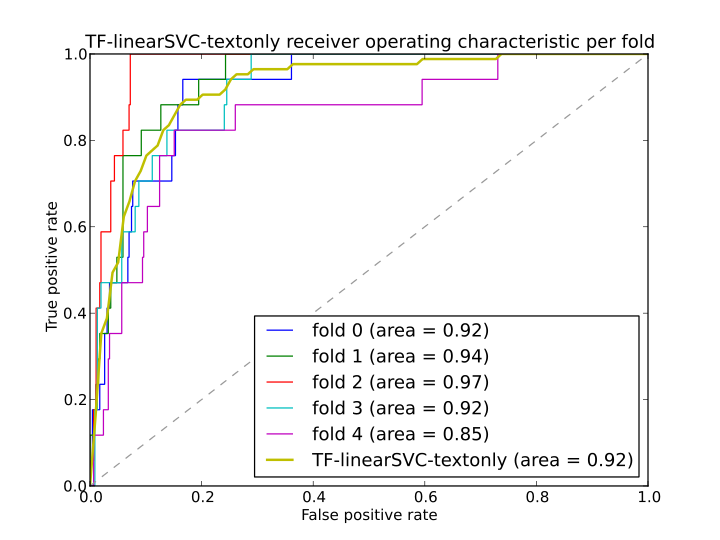 TF-linearSVC-textonly receiver operating characteristic per fold
1.0
0.8
0.6
0.4
0.2
0.0
True positive rate
fold 0 (area = 0.92)
fold 1 (area = 0.94)
fold 2 (area = 0.97)
fold 3 (area = 0.92)
fold 4 (area = 0.85)
TF-linearSVC-textonly (area = 0.92)
0.0 0.2 0.4 0.6 0.8 1.0
False positive rate